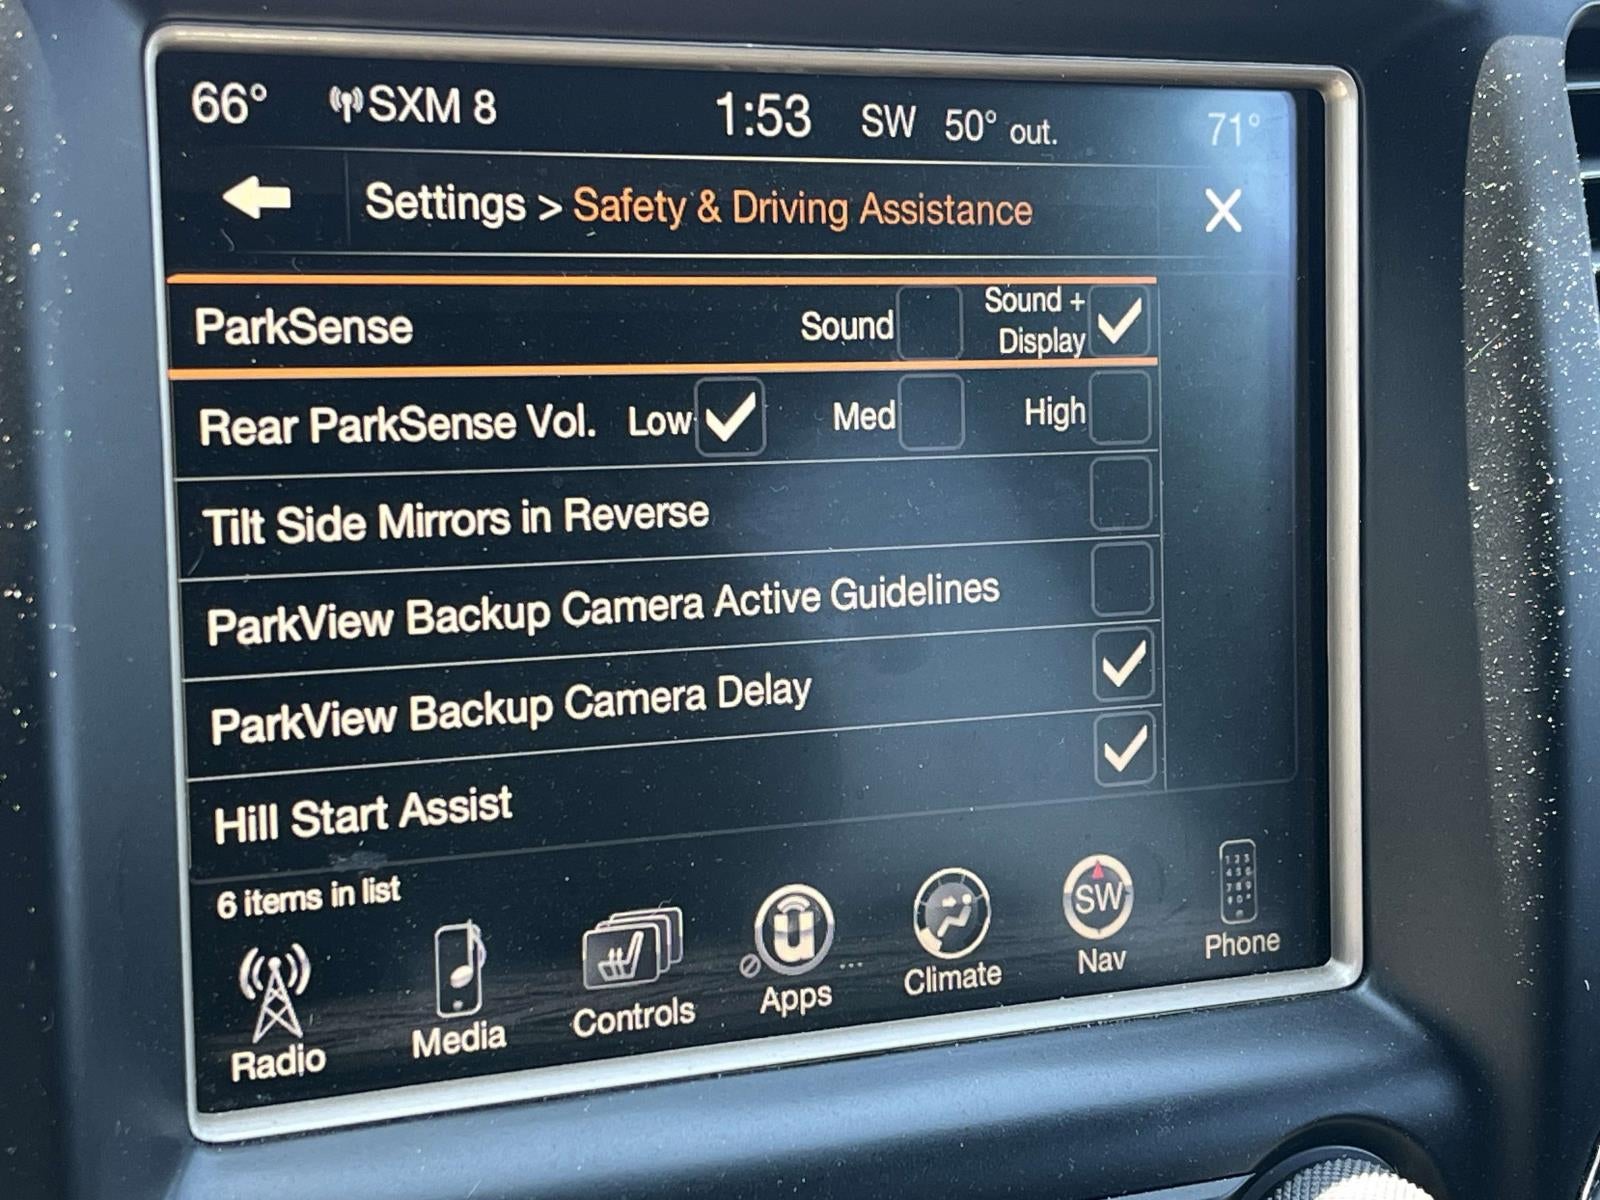 66° SXM 8 1:53 SW 50° out. 71°
Settings > Safety & Driving Assistance X
ParkSense Sound Sound + Display
Rear ParkSense Vol. Low Med High
Tilt Side Mirrors in Reverse
ParkView Backup Camera Active Guidelines
ParkView Backup Camera Delay
Hill Start Assist
6 items in list
u SW
Radio Media Controls Apps ... Climate Nav Phone